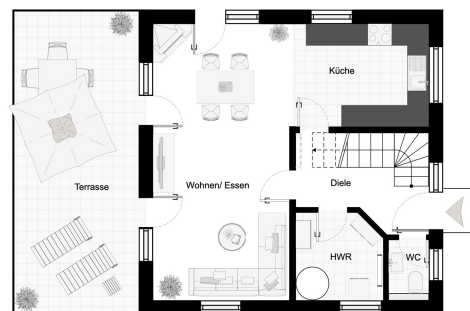 Küche
Terrasse
Wohnen/ Essen
Diele
HWR
WC